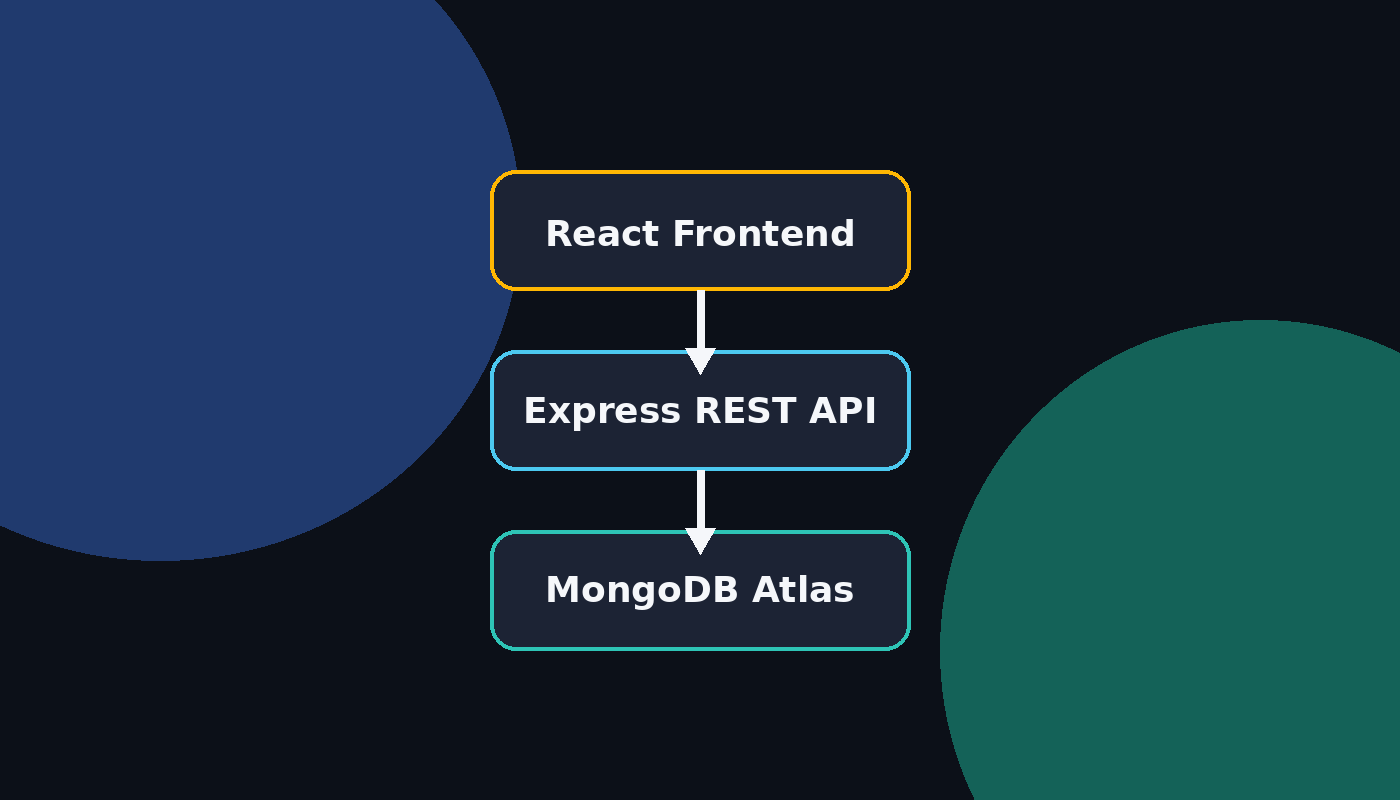 React Frontend
Express REST API
MongoDB Atlas